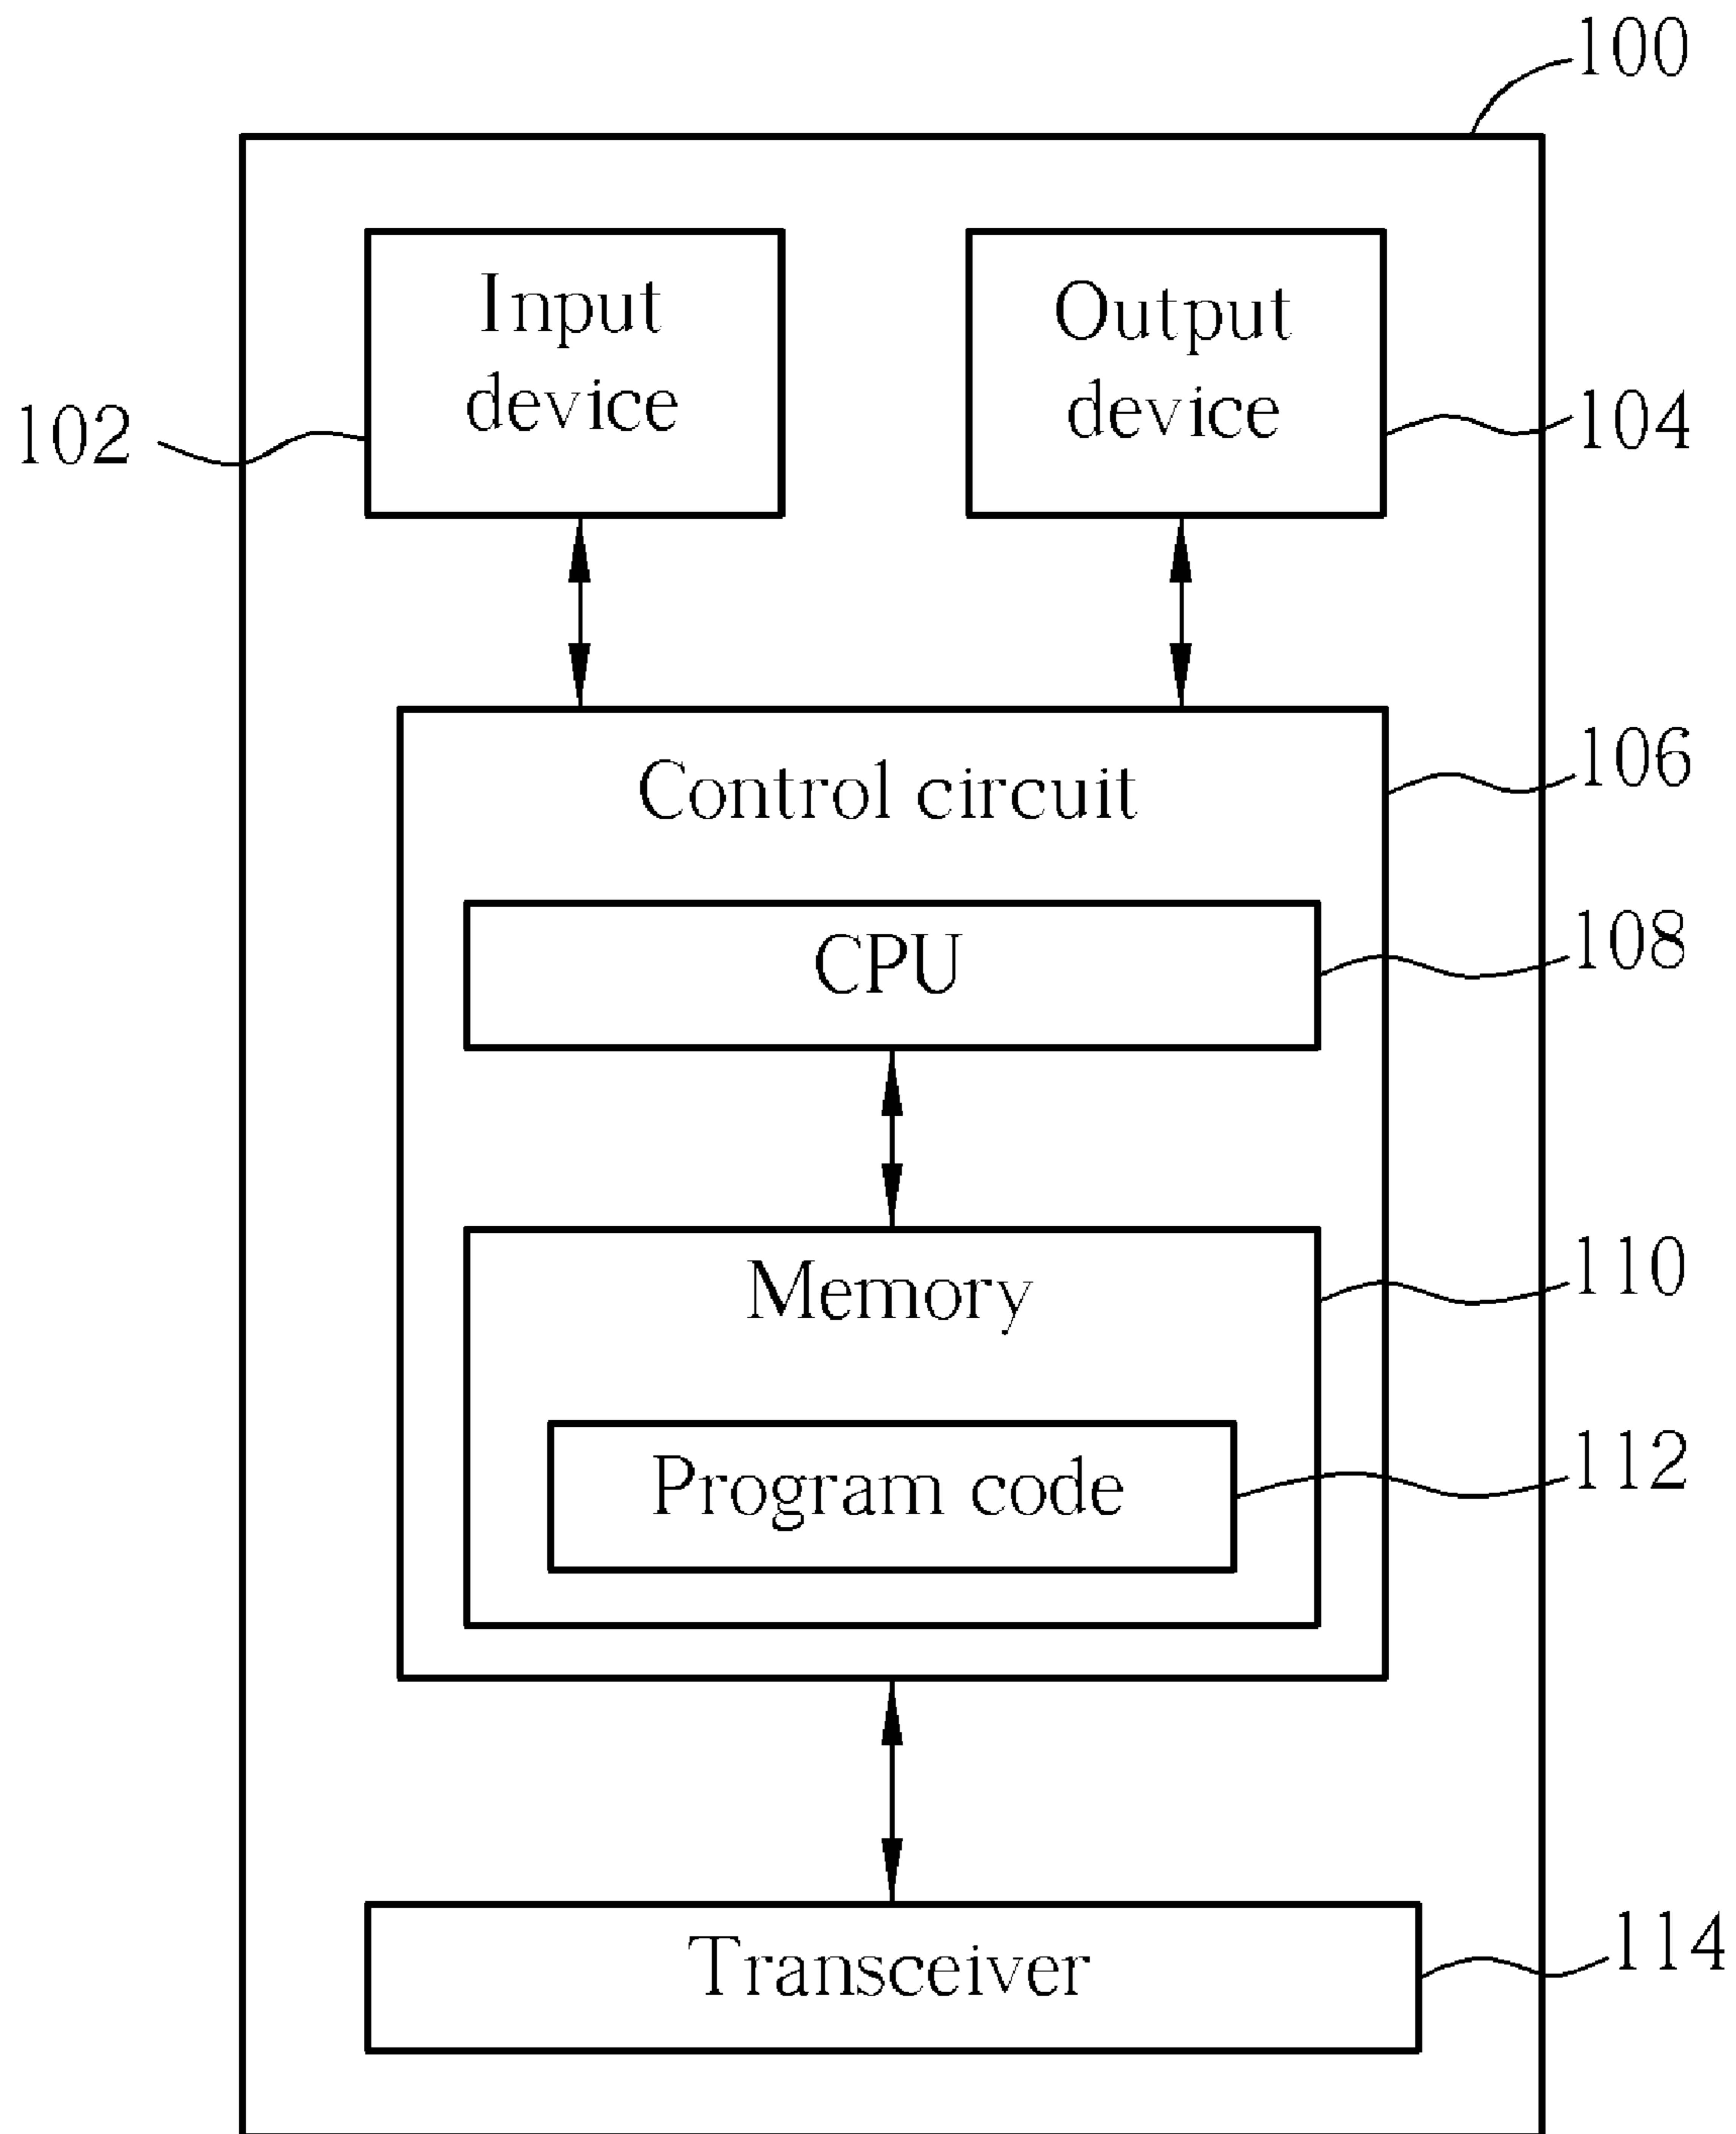 100
Input
device
Output
device
102
104
Control circuit
106
CPU
108
Memory
110
Program code
112
Transceiver
114